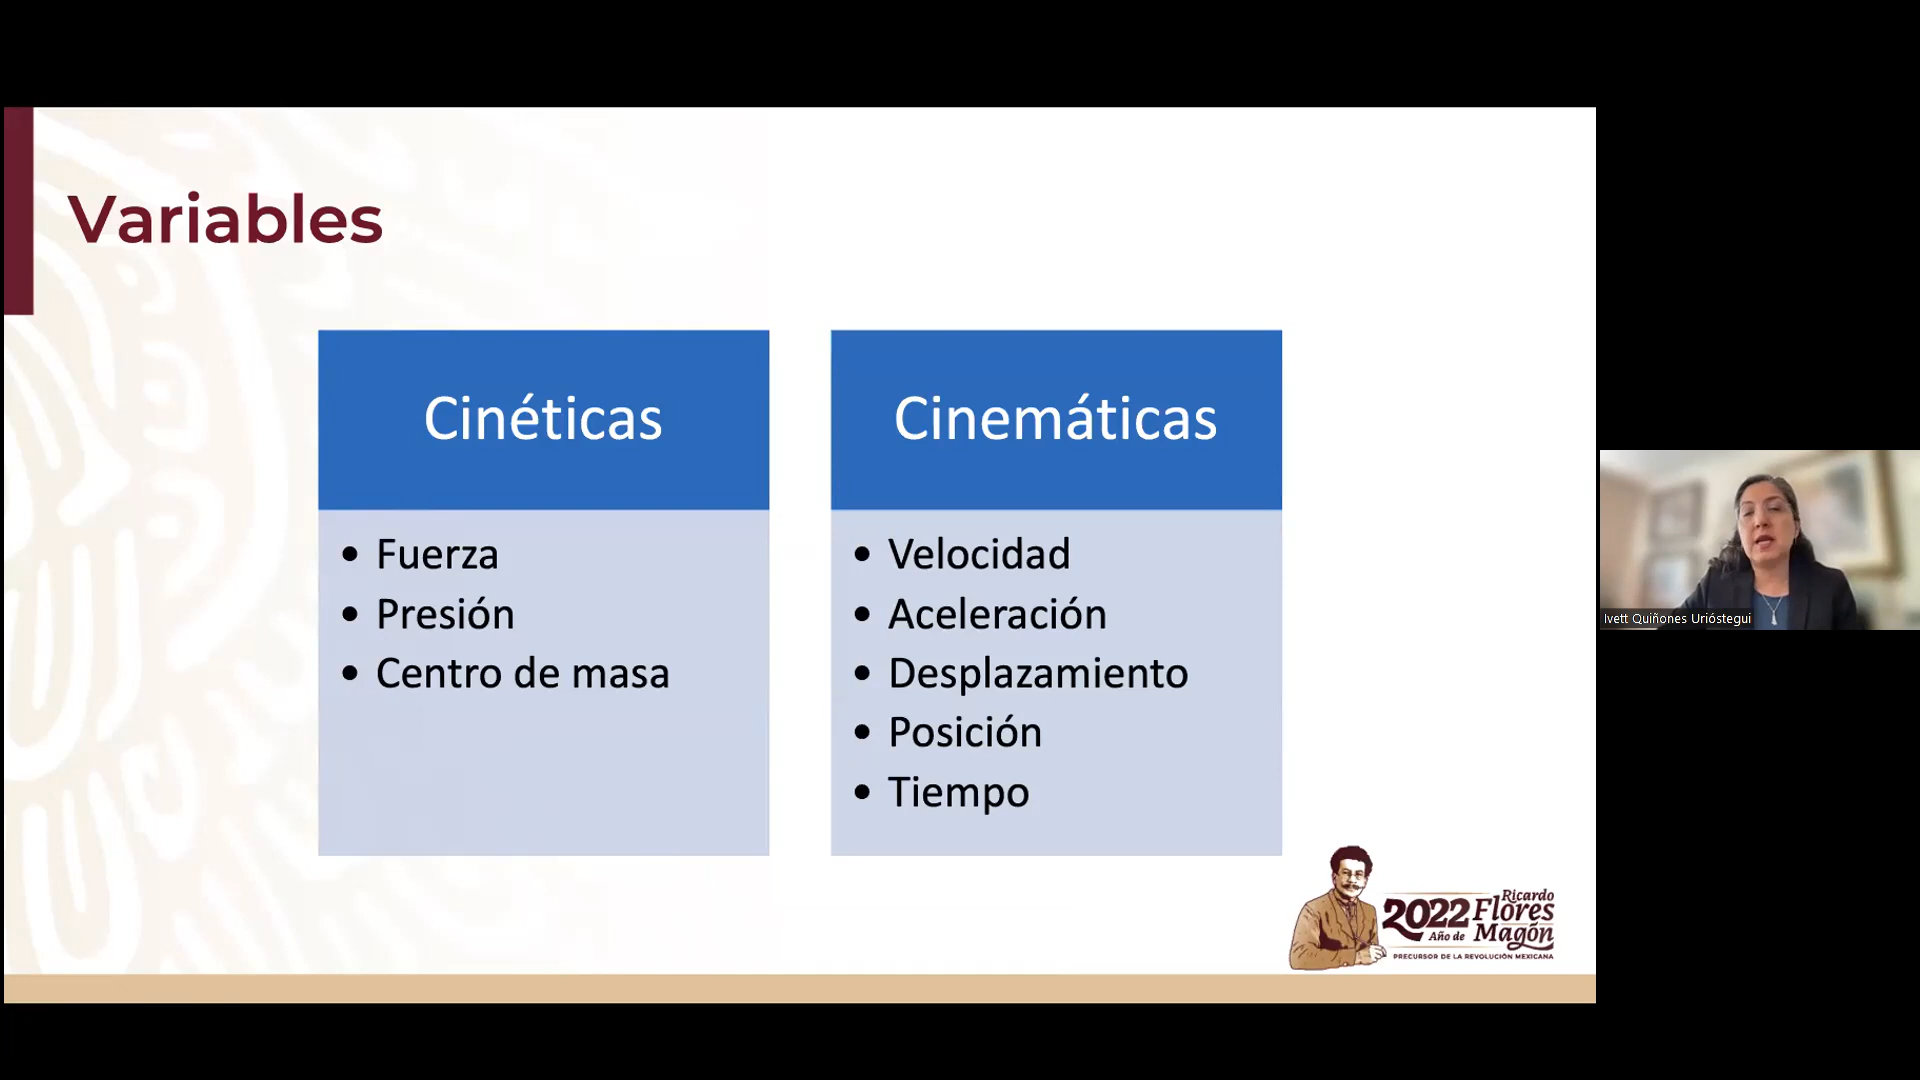 Variables
Cinéticas
• Fuerza
• Presión
• Centro de masa
Cinemáticas
• Velocidad
• Aceleración
• Desplazamiento
• Posición
• Tiempo
2022 Ricardo
Flores
Año de Magón
PRECURSOR DE LA REVOLUCIÓN MEXICANA
Ivett Quiñones Urióstegui